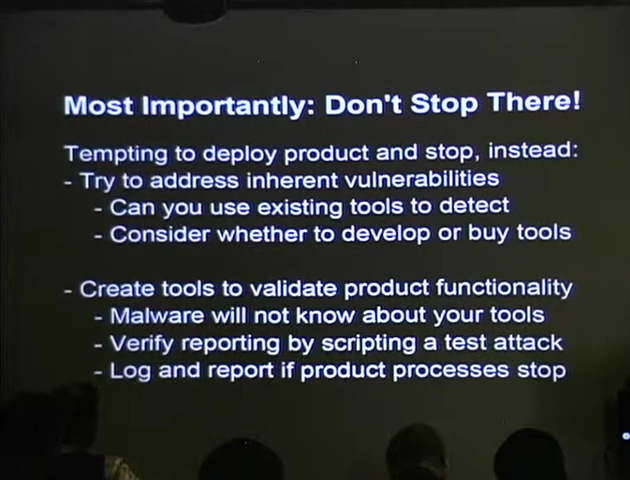 Most Importantly: Don't Stop There!
Tempting to deploy product and stop, instead:
- Try to address inherent vulnerabilities
- Can you use existing tools to detect
- Consider whether to develop or buy tools
- Create tools to validate product functionality
- Malware will not know about your tools
- Verify reporting by scripting a test attack
- Log and report if product processes stop